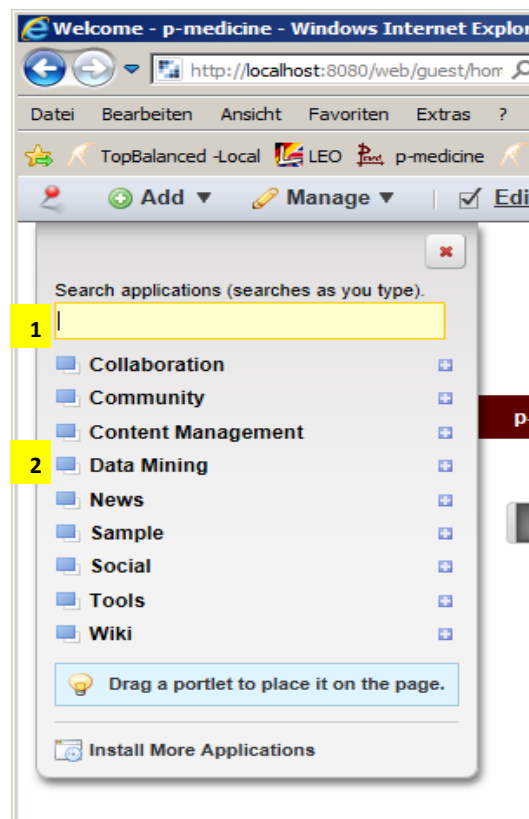 Welcome - p-medicine - Windows Internet Explor
http://localhost:8080/web/guest/hom
Datei Bearbeiten Ansicht Favoriten Extras ?
TopBalanced -Local LEO p-medicine
Add Manage Edi
Search applications (searches as you type).
1
Collaboration
Community
Content Management
p-
2 Data Mining
News
Sample
Social
Tools
Wiki
Drag a portlet to place it on the page.
Install More Applications